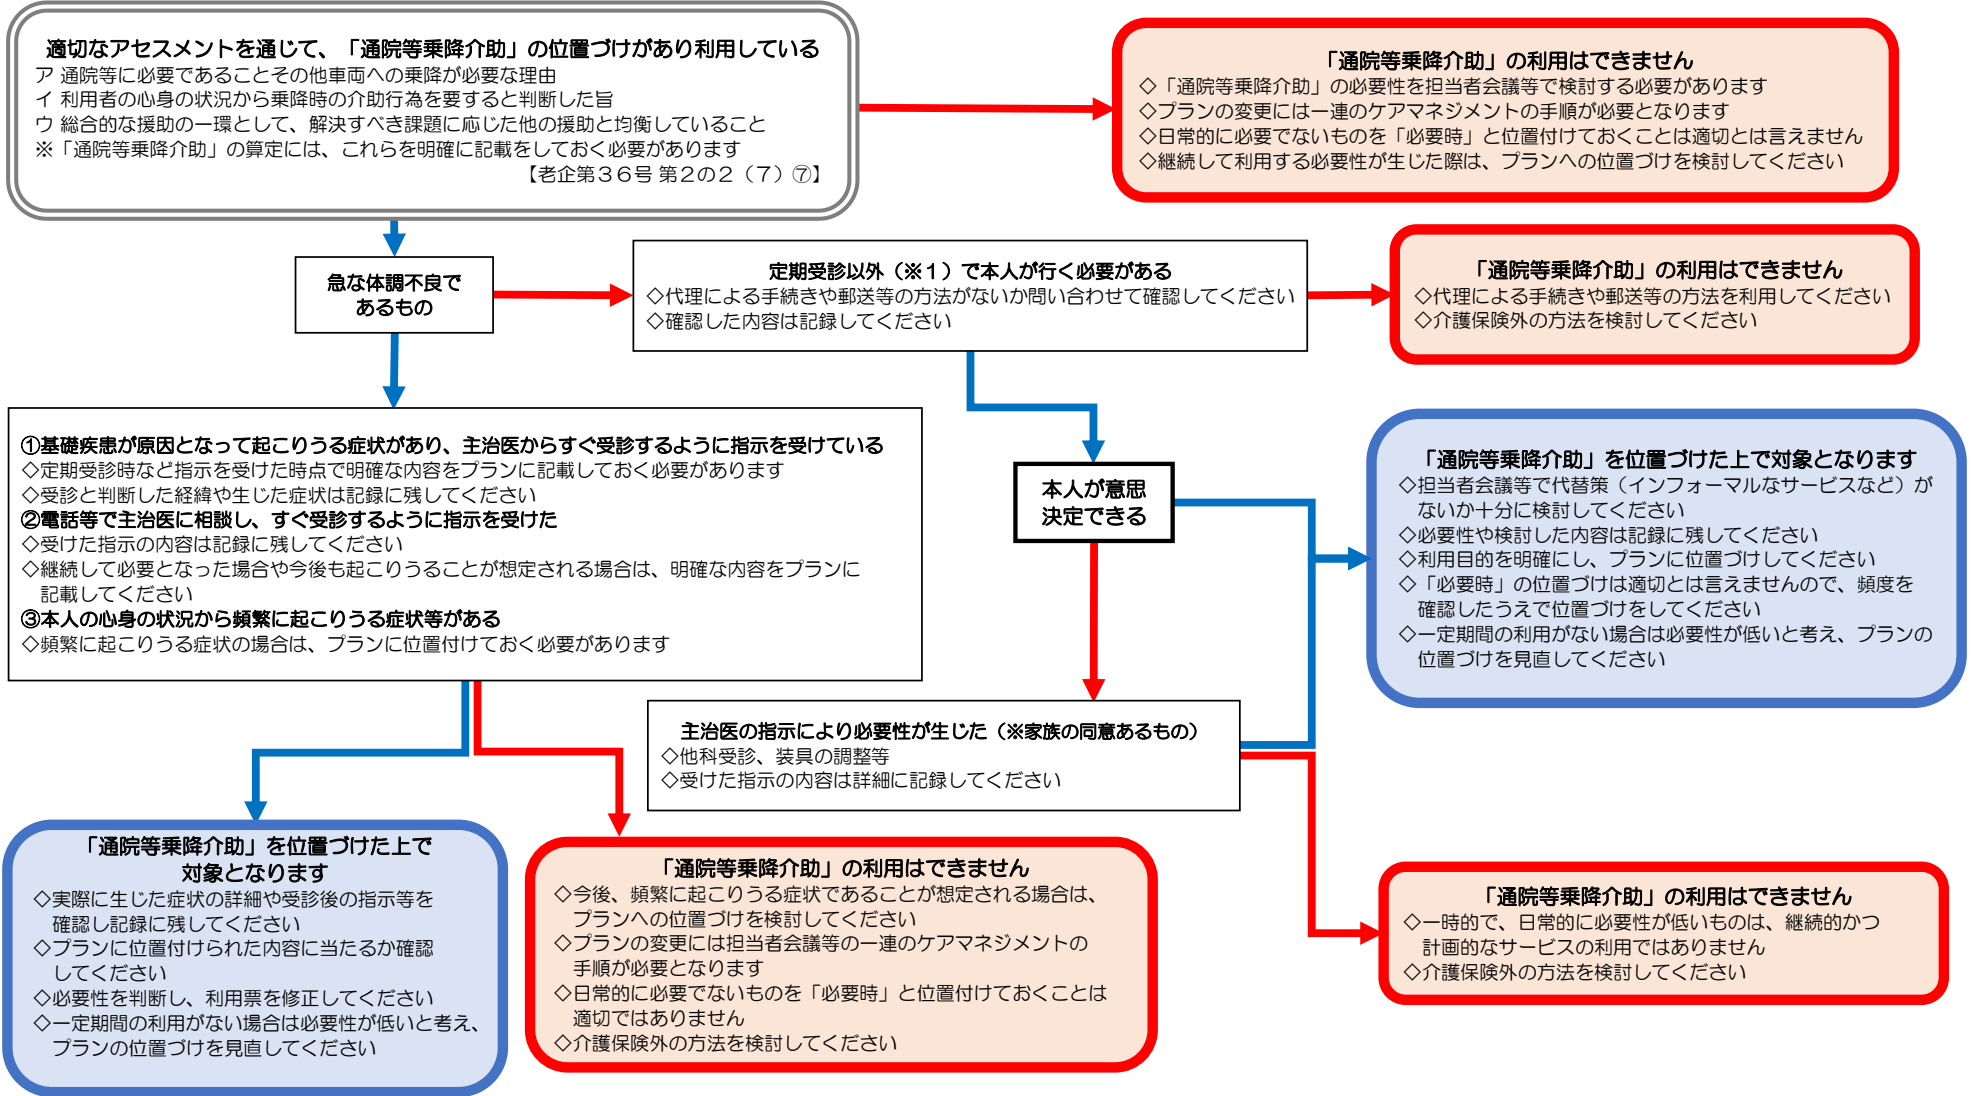 適切なアセスメントを通じて、「通院等乗降介助」の位置づけがあり利用している
ア 通院等に必要であることその他車両への乗降が必要な理由
イ 利用者の心身の状況から乗降時の介助行為を要すると判断した旨
ウ 総合的な援助の一環として、解決すべき課題に応じた他の援助と均衡していること
※「通院等乗降介助」の算定には、これらを明確に記載をしておく必要があります
【老企第３６号 第２の２（７）⑦】
「通院等乗降介助」の利用はできません
◇「通院等乗降介助」の必要性を担当者会議等で検討する必要があります
◇プランの変更には一連のケアマネジメントの手順が必要となります
◇日常的に必要でないものを「必要時」と位置付けておくことは適切とは言えません
◇継続して利用する必要性が生じた際は、プランへの位置づけを検討してください
急な体調不良で
あるもの
定期受診以外（※１）で本人が行く必要がある
◇代理による手続きや郵送等の方法がないか問い合わせて確認してください
◇確認した内容は記録してください
「通院等乗降介助」の利用はできません
◇代理による手続きや郵送等の方法を利用してください
◇介護保険外の方法を検討してください
①基礎疾患が原因となって起こりうる症状があり、主治医からすぐ受診するように指示を受けている
◇定期受診時など指示を受けた時点で明確な内容をプランに記載しておく必要があります
◇受診と判断した経緯や生じた症状は記録に残してください
②電話等で主治医に相談し、すぐ受診するように指示を受けた
◇受けた指示の内容は記録に残してください
◇継続して必要となった場合や今後も起こりうることが想定される場合は、明確な内容をプランに
記載してください
③本人の心身の状況から頻繁に起こりうる症状等がある
◇頻繁に起こりうる症状の場合は、プランに位置付けておく必要があります
本人が意思
決定できる
「通院等乗降介助」を位置づけた上で対象となります
◇担当者会議等で代替策（インフォーマルなサービスなど）が
ないか十分に検討してください
◇必要性や検討した内容は記録に残してください
◇利用目的を明確にし、プランに位置づけしてください
◇「必要時」の位置づけは適切とは言えませんので、頻度を
確認したうえで位置づけをしてください
◇一定期間の利用がない場合は必要性が低いと考え、プランの
位置づけを見直してください
主治医の指示により必要性が生じた（※家族の同意あるもの）
◇他科受診、装具の調整等
◇受けた指示の内容は詳細に記録してください
「通院等乗降介助」を位置づけた上で
対象となります
◇実際に生じた症状の詳細や受診後の指示等を
確認し記録に残してください
◇プランに位置付けられた内容に当たるか確認
してください
◇必要性を判断し、利用票を修正してください
◇一定期間の利用がない場合は必要性が低いと考え、
プランの位置づけを見直してください
「通院等乗降介助」の利用はできません
◇今後、頻繁に起こりうる症状であることが想定される場合は、
プランへの位置づけを検討してください
◇プランの変更には担当者会議等の一連のケアマネジメントの
手順が必要となります
◇日常的に必要でないものを「必要時」と位置付けておくことは
適切ではありません
◇介護保険外の方法を検討してください
「通院等乗降介助」の利用はできません
◇一時的で、日常的に必要性が低いものは、継続的かつ
計画的なサービスの利用ではありません
◇介護保険外の方法を検討してください